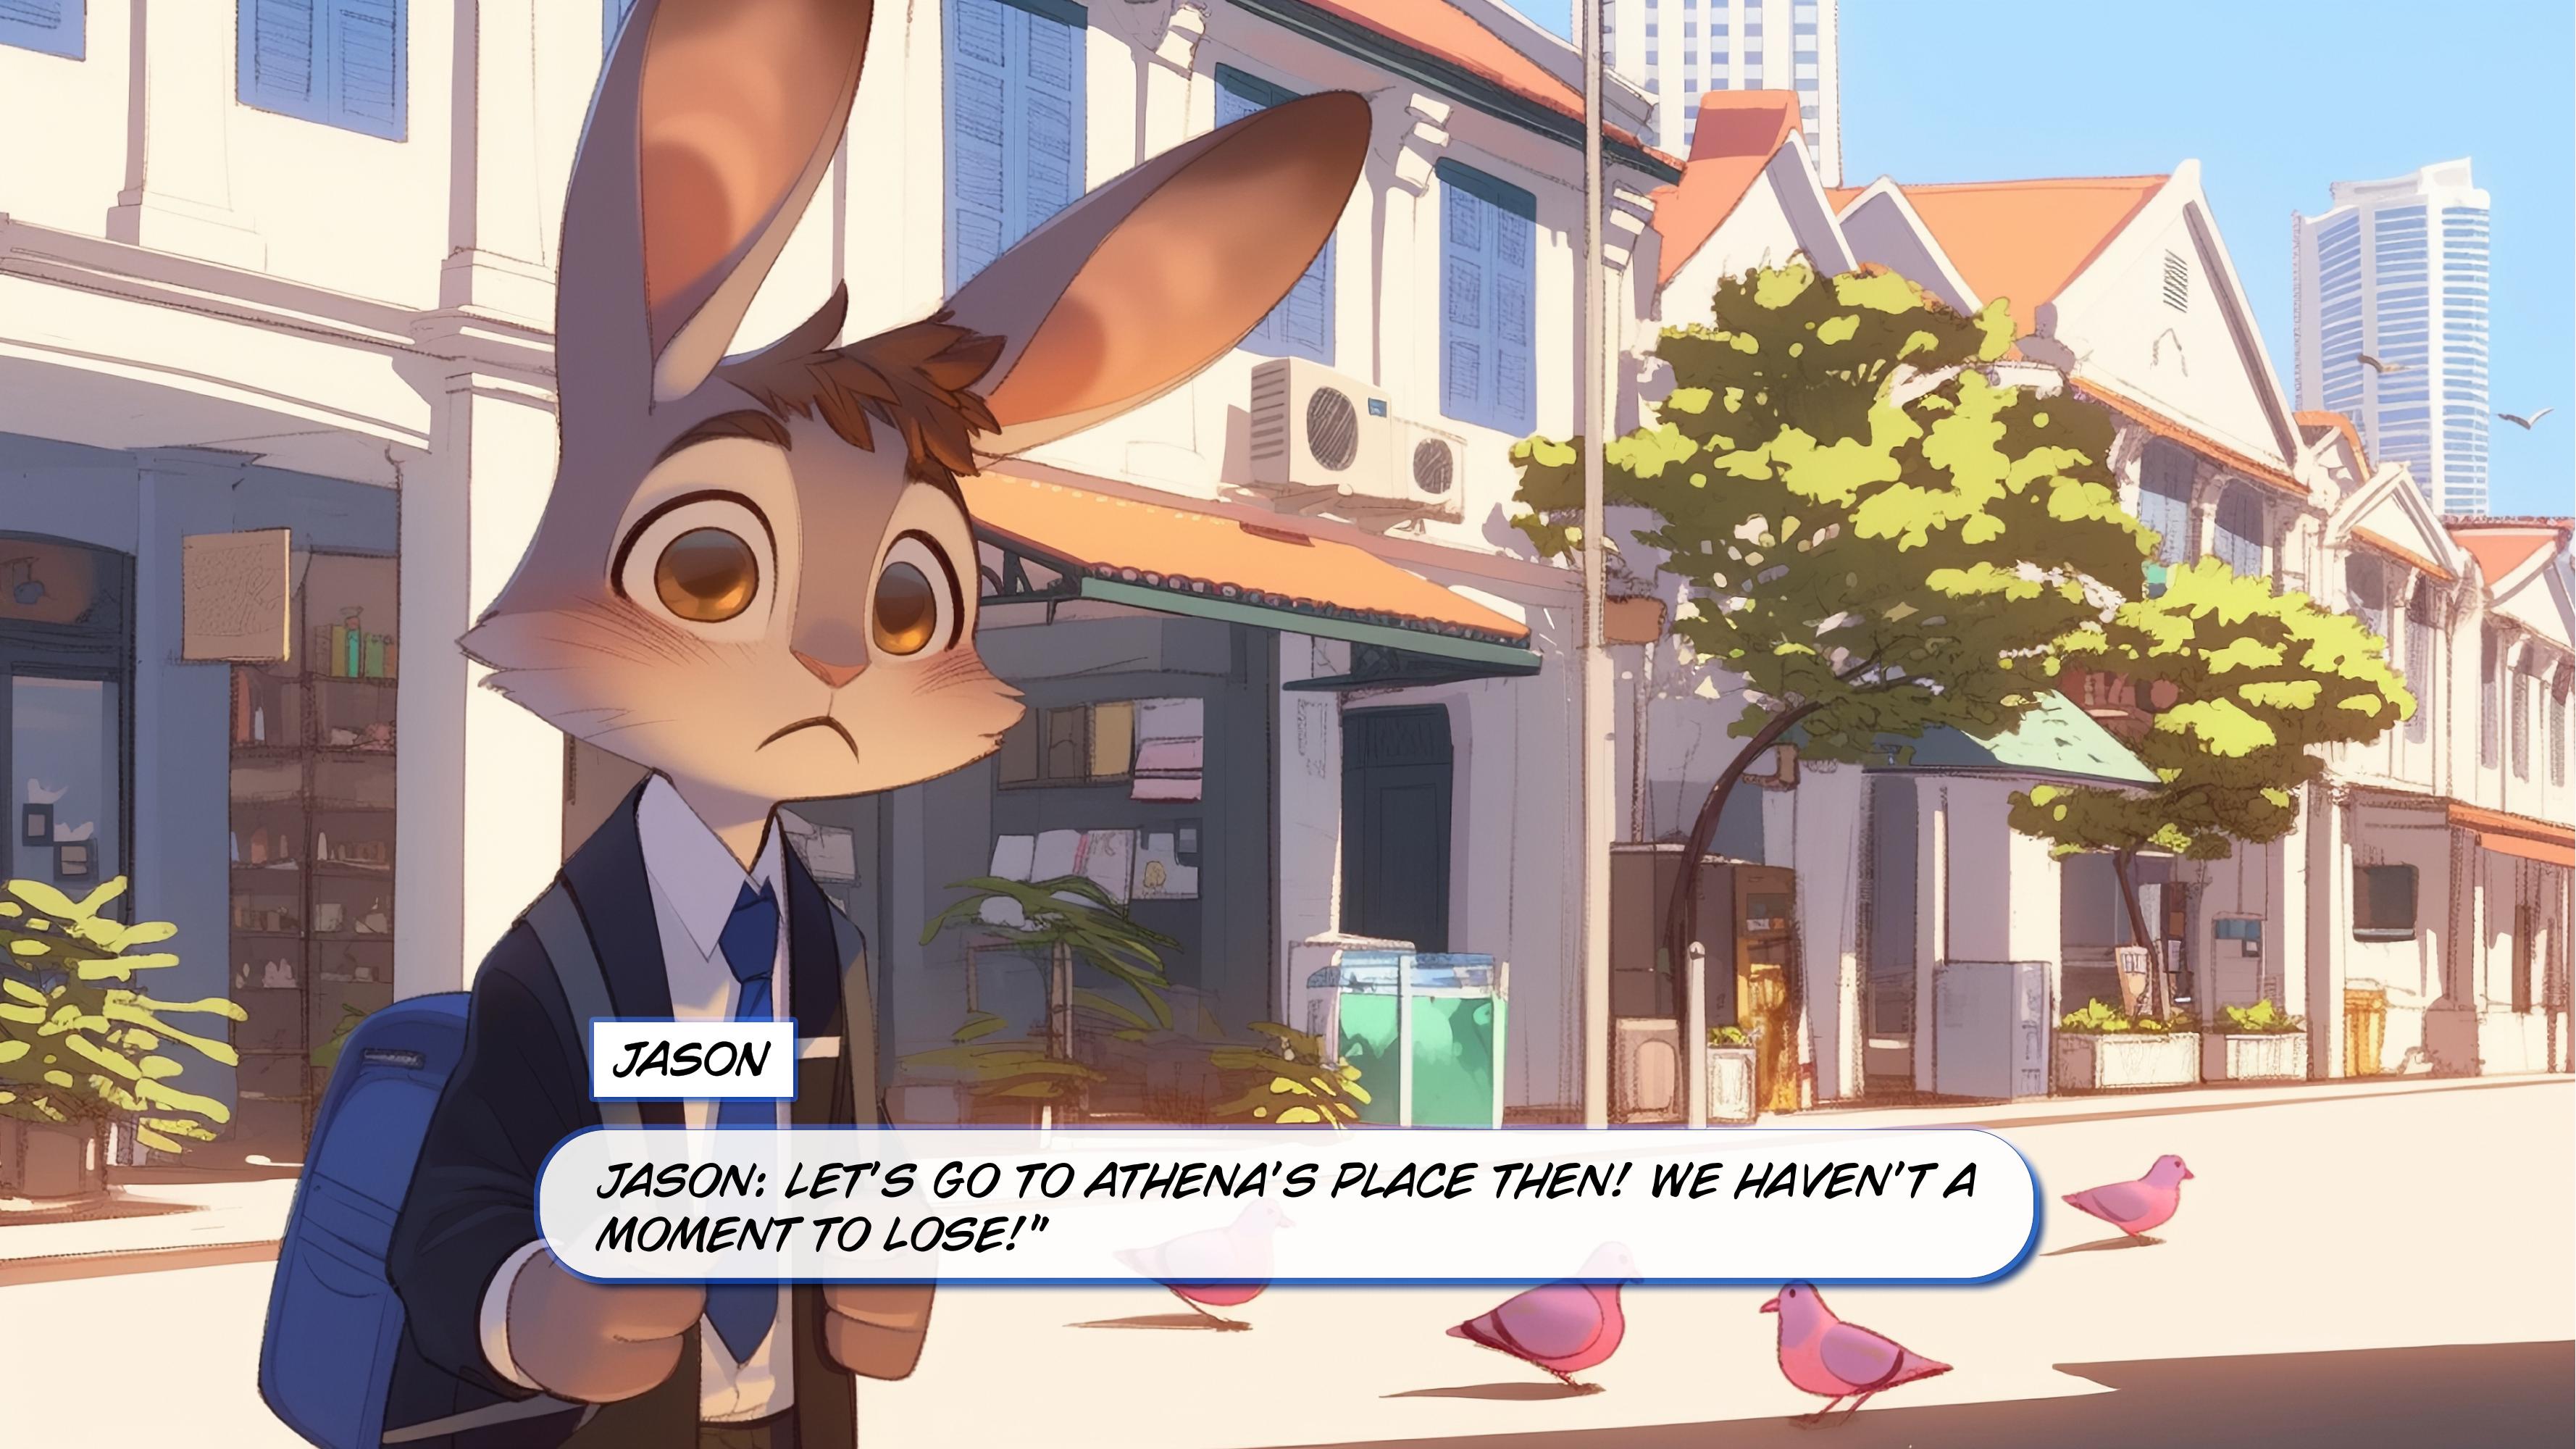 JASON
JASON: LET'S GO TO ATHENA'S PLACE THEN! WE HAVEN'T A
MOMENT TO LOSE!"